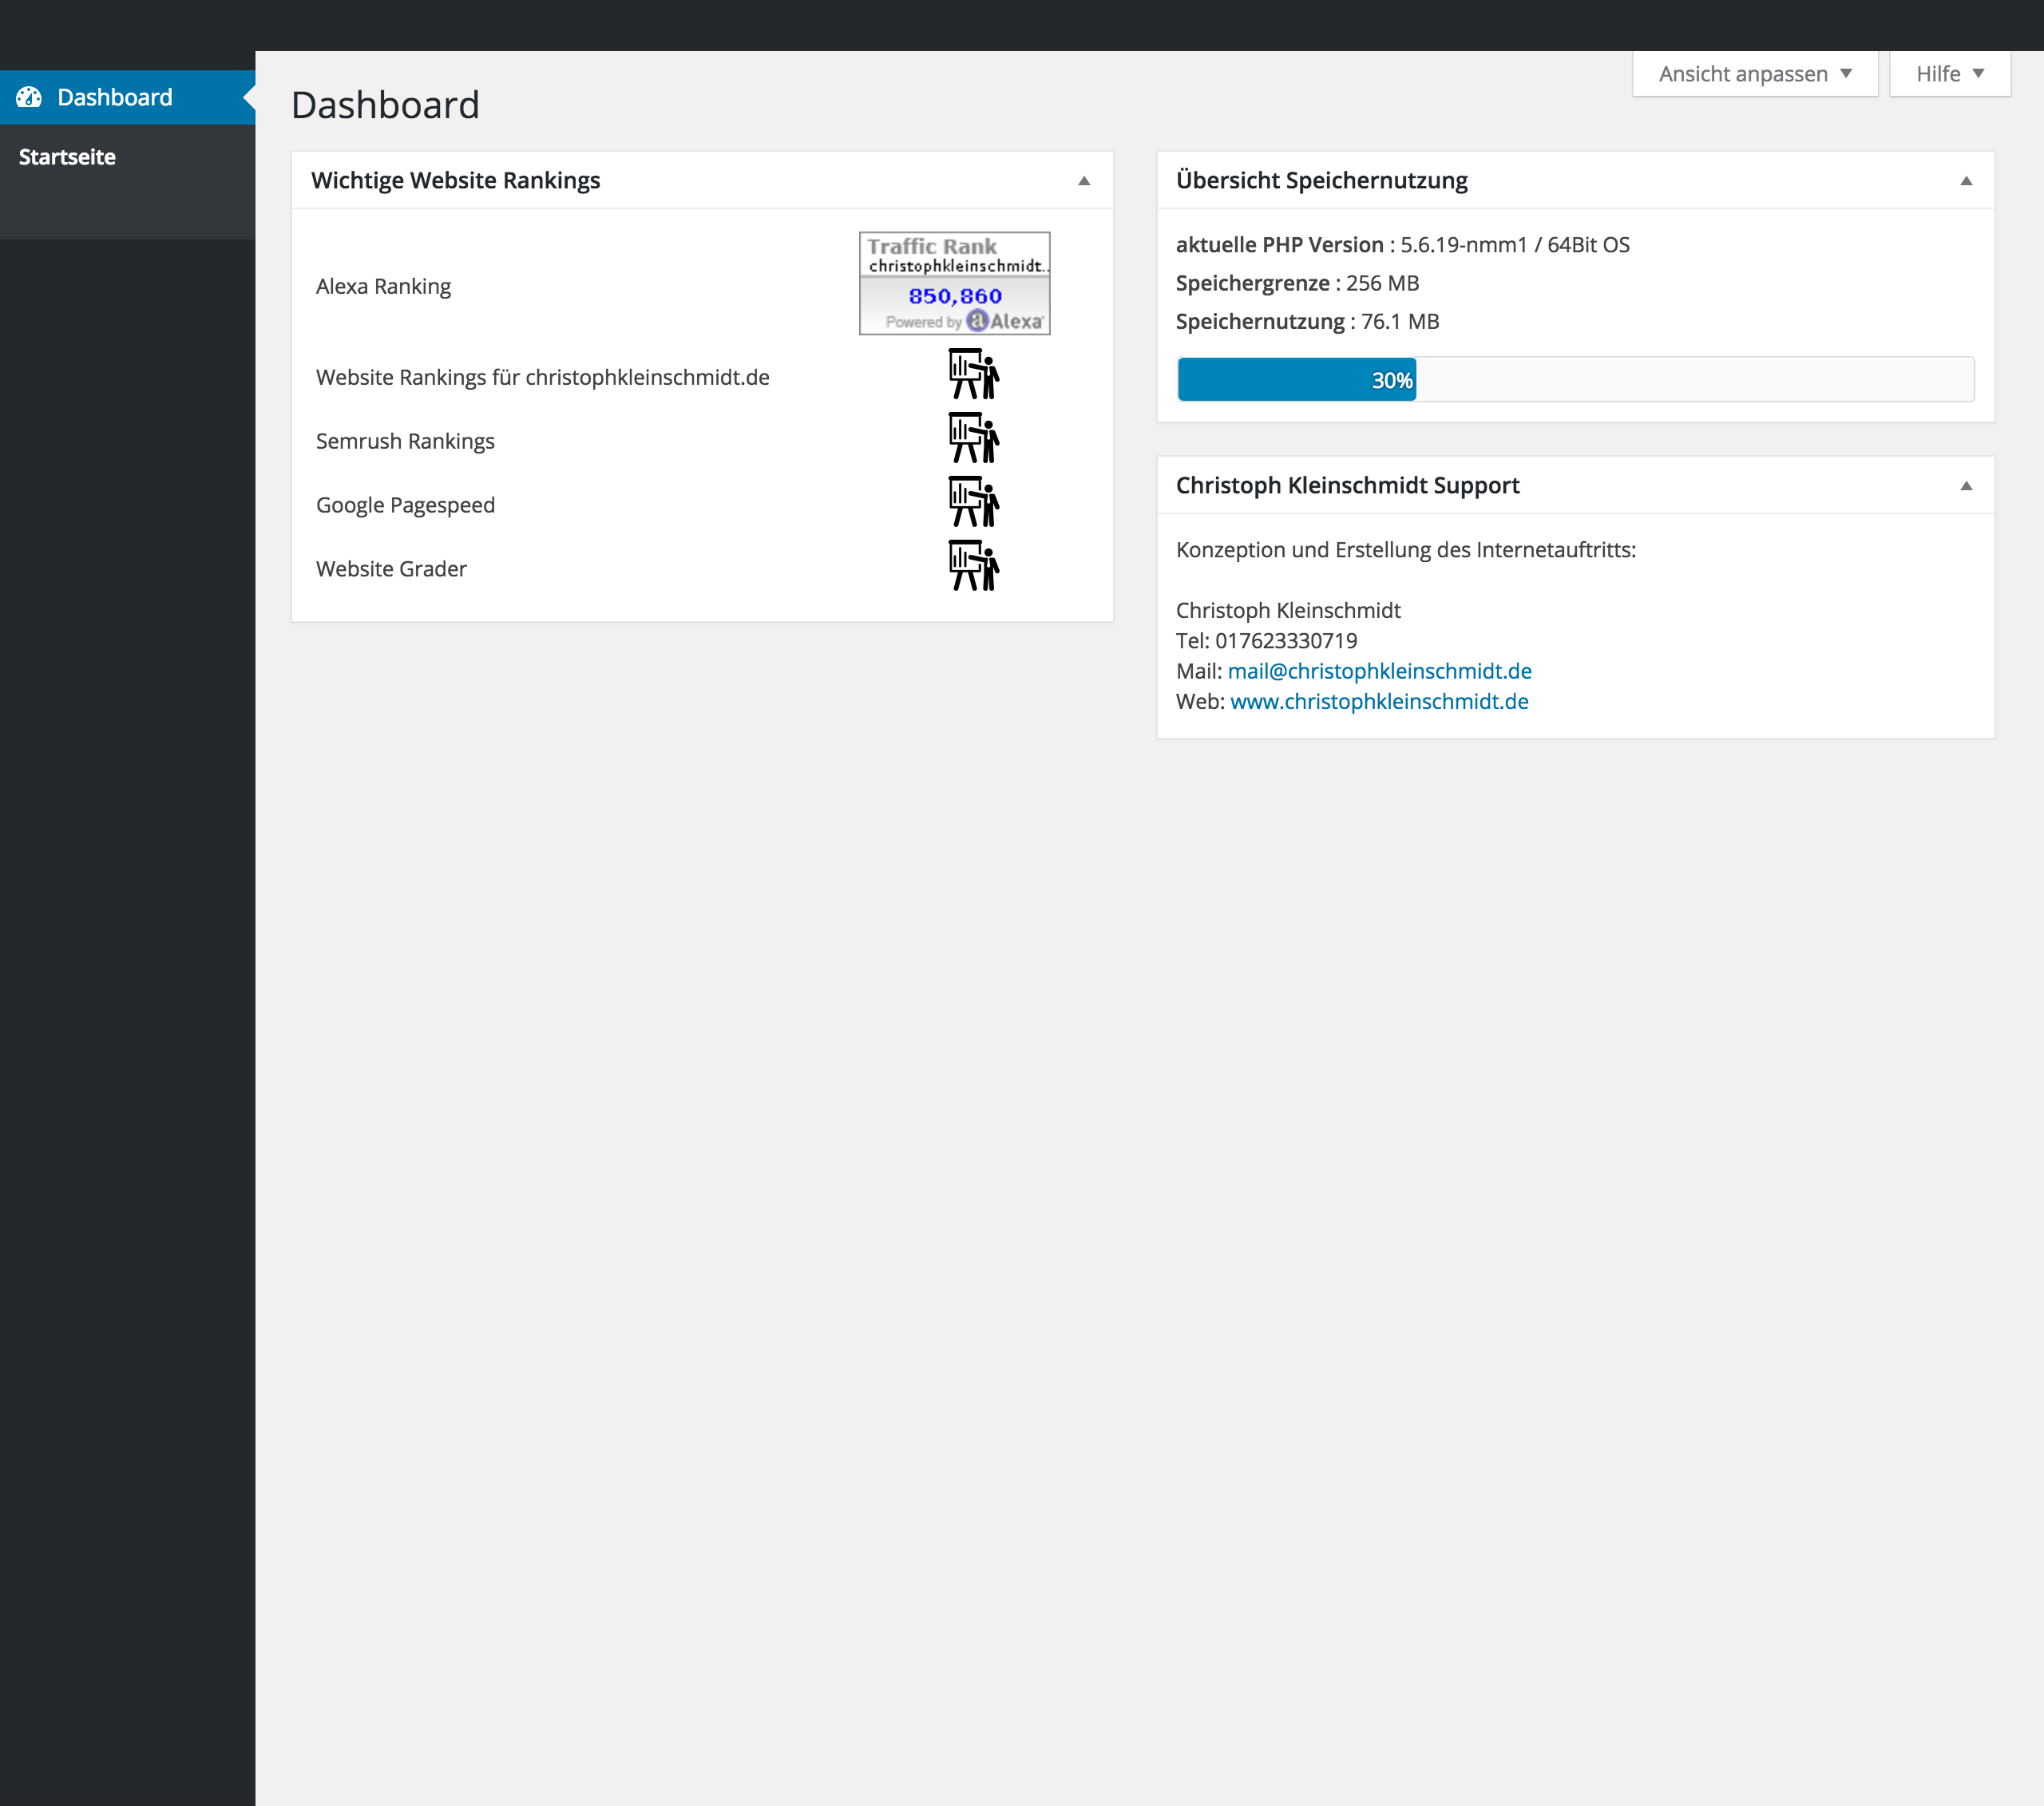 Ansicht anpassen
Hilfe
Dashboard
Startseite
Dashboard
Wichtige Website Rankings
Alexa Ranking
Traffic Rank
christophkleinschmidt..
850,860
Powered by Alexa
Website Rankings für christophkleinschmidt.de
Semrush Rankings
Google Pagespeed
Website Grader
Übersicht Speichernutzung
aktuelle PHP Version : 5.6.19-nmm1 / 64Bit OS
Speichergrenze : 256 MB
Speichernutzung : 76.1 MB
30%
Christoph Kleinschmidt Support
Konzeption und Erstellung des Internetauftritts:
Christoph Kleinschmidt
Tel: 017623330719
Mail: mail@christophkleinschmidt.de
Web: www.christophkleinschmidt.de